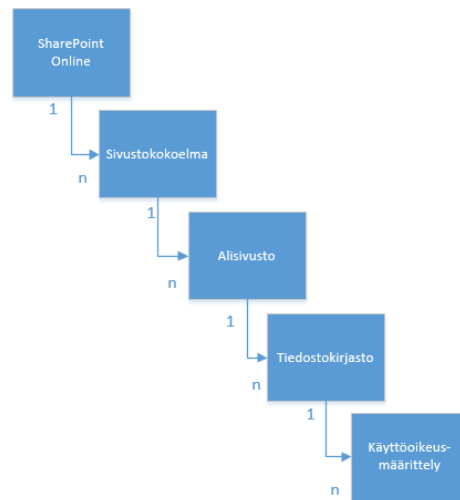 SharePoint
Online
1
n
Sivustokokoelma
1
n
Alisivusto
1
n
Tiedostokirjasto
1
n
Käyttöoikeus-
määrittely